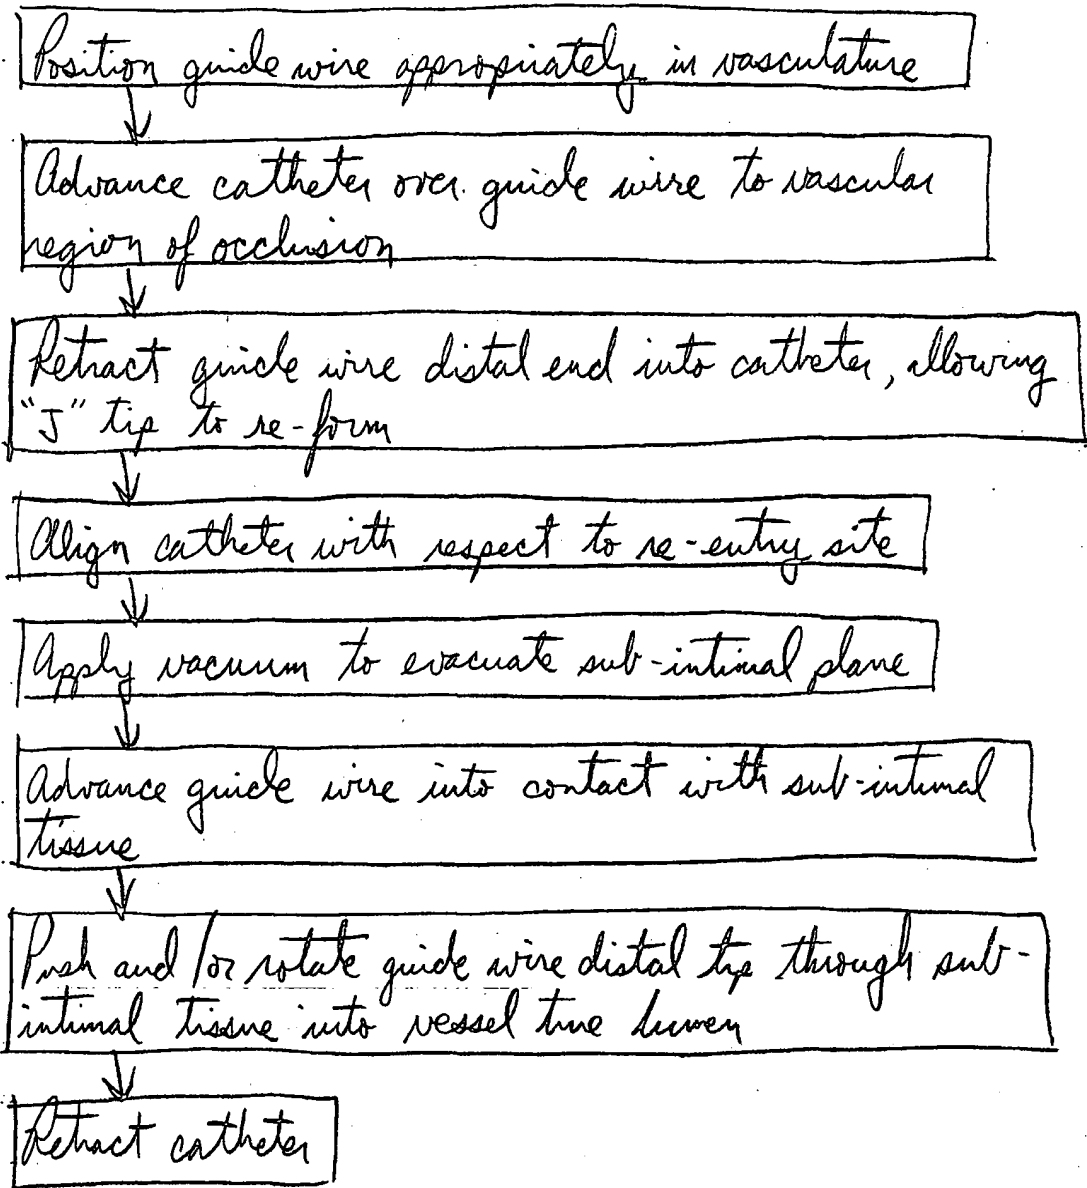 Position guide wire appropriately in vasculature
Advance catheter over guide wire to vascular
region of occlusion
Retract guide wire distal end into catheter, allowing
"J" tip to re-form
Align catheter with respect to re-entry site
Apply vacuum to evacuate sub-intimal plane
Advance guide wire into contact with sub-intimal
tissue
Push and/or rotate guide wire distal tip through sub-
intimal tissue into vessel true lumen
Retract catheter